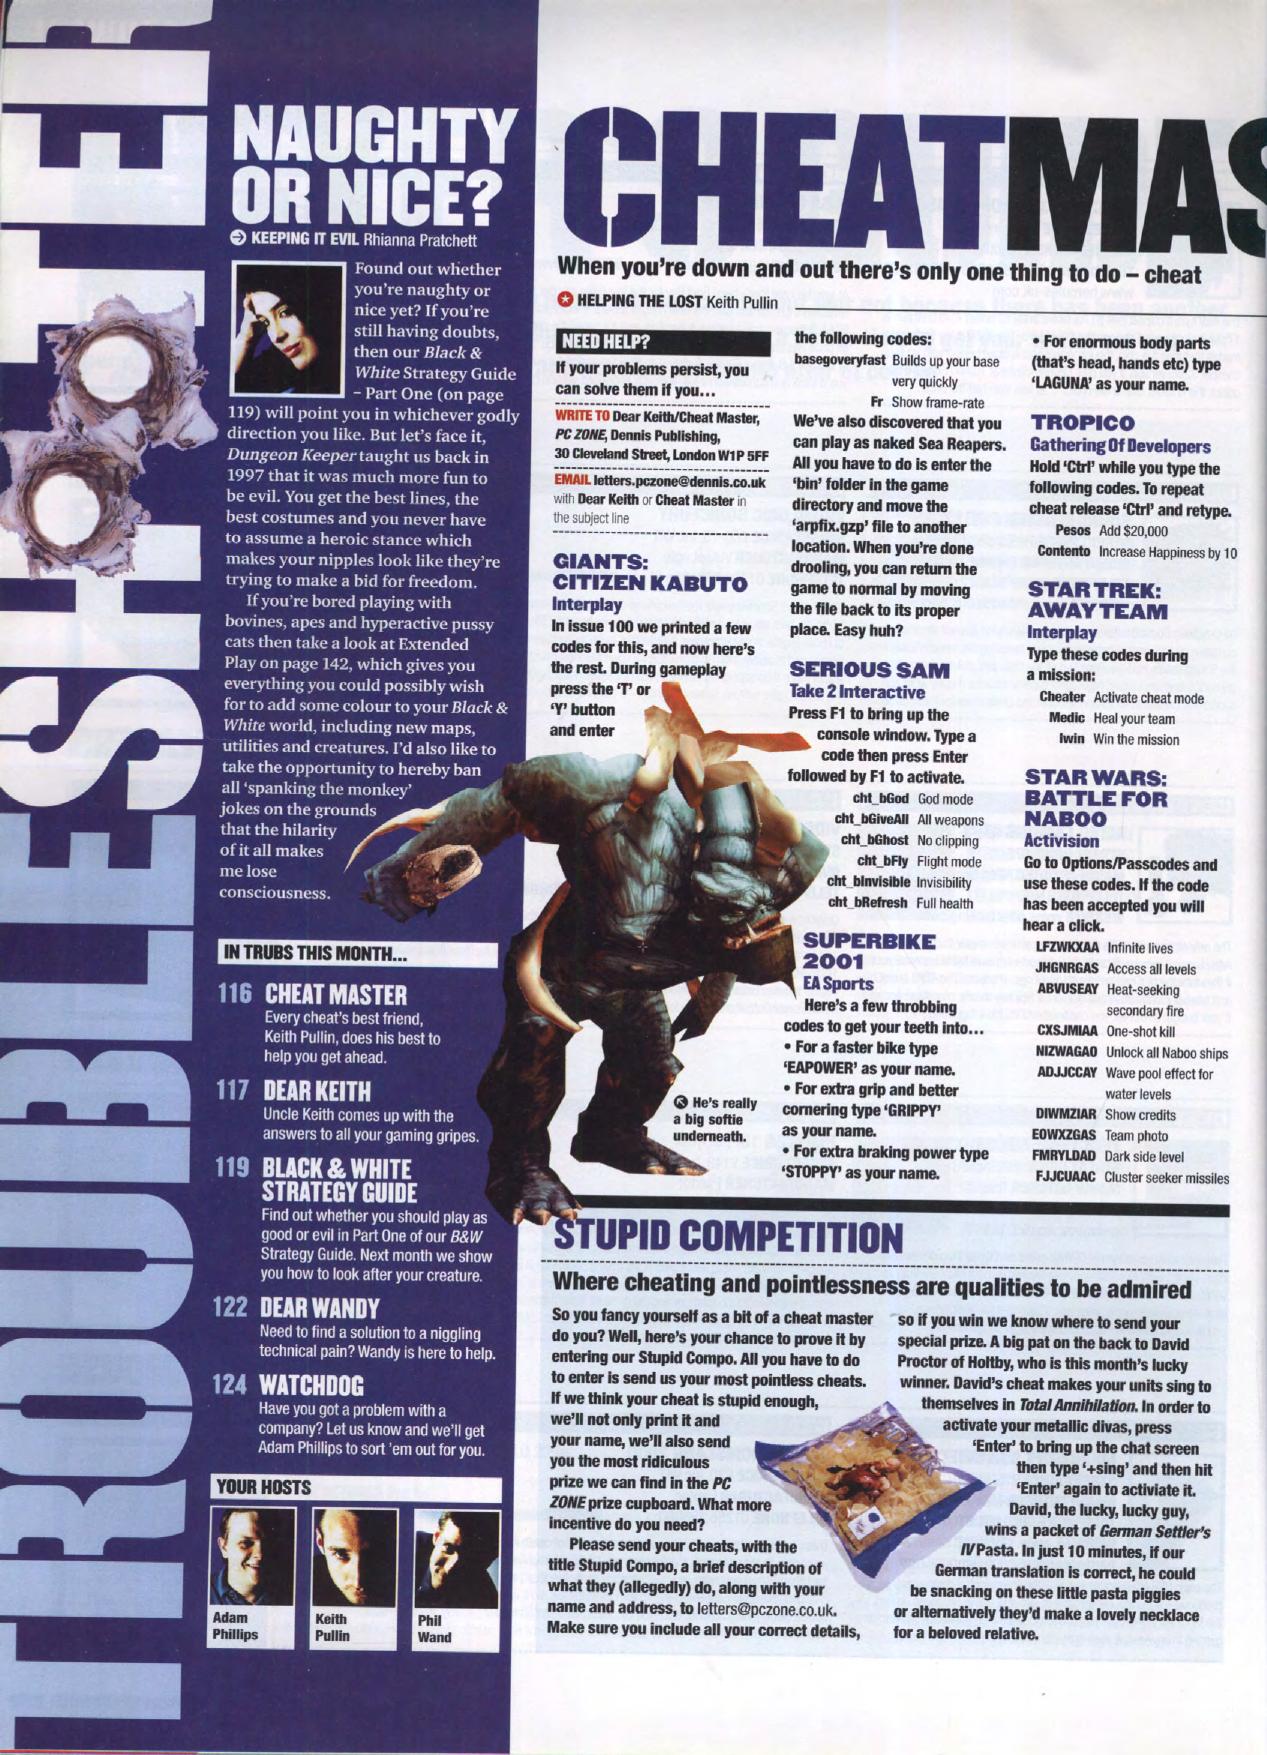 TROUBLESHOOTER
NAUGHTY
OR NICE?
KEEPING IT EVIL Rhianna Pratchett
Found out whether
you're naughty or
nice yet? If you're
still having doubts,
then our Black &
White Strategy Guide
– Part One (on page
119) will point you in whichever godly
direction you like. But let's face it,
Dungeon Keeper taught us back in
1997 that it was much more fun to
be evil. You get the best lines, the
best costumes and you never have
to assume a heroic stance which
makes your nipples look like they're
trying to make a bid for freedom.
If you're bored playing with
bovines, apes and hyperactive pussy
cats then take a look at Extended
Play on page 142, which gives you
everything you could possibly wish
for to add some colour to your Black &
White world, including new maps,
utilities and creatures. I'd also like to
take the opportunity to hereby ban
all 'spanking the monkey'
jokes on the grounds
that the hilarity
of it all makes
me lose
consciousness.
IN TRUBS THIS MONTH...
116 CHEAT MASTER
Every cheat's best friend,
Keith Pullin, does his best to
help you get ahead.
117 DEAR KEITH
Uncle Keith comes up with the
answers to all your gaming gripes.
119 BLACK & WHITE
STRATEGY GUIDE
Find out whether you should play as
good or evil in Part One of our B&W
Strategy Guide. Next month we show
you how to look after your creature.
122 DEAR WANDY
Need to find a solution to a niggling
technical pain? Wandy is here to help.
124 WATCHDOG
Have you got a problem with a
company? Let us know and we'll get
Adam Phillips to sort 'em out for you.
YOUR HOSTS
Adam
Phillips
Keith
Pullin
Phil
Wand
CHEATMAS
When you're down and out there's only one thing to do – cheat
HELPING THE LOST Keith Pullin
NEED HELP?
If your problems persist, you
can solve them if you...
WRITE TO Dear Keith/Cheat Master,
PC ZONE, Dennis Publishing,
30 Cleveland Street, London W1P 5FF
EMAIL letters.pczone@dennis.co.uk
with Dear Keith or Cheat Master in
the subject line
GIANTS:
CITIZEN KABUTO
Interplay
In issue 100 we printed a few
codes for this, and now here's
the rest. During gameplay
press the 'T' or
'Y' button
and enter
the following codes:
basegoveryfast Builds up your base
very quickly
Fr Show frame-rate
We've also discovered that you
can play as naked Sea Reapers.
All you have to do is enter the
'bin' folder in the game
directory and move the
'arpfix.gzp' file to another
location. When you're done
drooling, you can return the
game to normal by moving
the file back to its proper
place. Easy huh?
SERIOUS SAM
Take 2 Interactive
Press F1 to bring up the
console window. Type a
code then press Enter
followed by F1 to activate.
cht_bGod God mode
cht_bGiveAll All weapons
cht_bGhost No clipping
cht_bFly Flight mode
cht_bInvisible Invisibility
cht_bRefresh Full health
SUPERBIKE
2001
EA Sports
Here's a few throbbing
codes to get your teeth into...
• For a faster bike type
'EAPOWER' as your name.
• For extra grip and better
cornering type 'GRIPPY'
as your name.
• For extra braking power type
'STOPPY' as your name.
He's really
a big softie
underneath.
• For enormous body parts
(that's head, hands etc) type
'LAGUNA' as your name.
TROPICO
Gathering Of Developers
Hold 'Ctrl' while you type the
following codes. To repeat
cheat release 'Ctrl' and retype.
Pesos Add $20,000
Contento Increase Happiness by 10
STAR TREK:
AWAY TEAM
Interplay
Type these codes during
a mission:
Cheater Activate cheat mode
Medic Heal your team
Iwin Win the mission
STAR WARS:
BATTLE FOR
NABOO
Activision
Go to Options/Passcodes and
use these codes. If the code
has been accepted you will
hear a click.
LFZWKXAA Infinite lives
JHGNRGAS Access all levels
ABVUSEAY Heat-seeking
secondary fire
CXSJMIAA One-shot kill
NIZWAGAO Unlock all Naboo ships
ADJJCCAY Wave pool effect for
water levels
DIWMZIAR Show credits
EOWXZGAS Team photo
FMRYLDAD Dark side level
FJJCUAAC Cluster seeker missiles
STUPID COMPETITION
Where cheating and pointlessness are qualities to be admired
So you fancy yourself as a bit of a cheat master
do you? Well, here's your chance to prove it by
entering our Stupid Compo. All you have to do
to enter is send us your most pointless cheats.
If we think your cheat is stupid enough,
we'll not only print it and
your name, we'll also send
you the most ridiculous
prize we can find in the PC
ZONE prize cupboard. What more
incentive do you need?
Please send your cheats, with the
title Stupid Compo, a brief description of
what they (allegedly) do, along with your
name and address, to letters@pczone.co.uk.
Make sure you include all your correct details,
so if you win we know where to send your
special prize. A big pat on the back to David
Proctor of Holtby, who is this month's lucky
winner. David's cheat makes your units sing to
themselves in Total Annihilation. In order to
activate your metallic divas, press
'Enter' to bring up the chat screen
then type '+sing' and then hit
'Enter' again to activiate it.
David, the lucky, lucky guy,
wins a packet of German Settler's
IV Pasta. In just 10 minutes, if our
German translation is correct, he could
be snacking on these little pasta piggies
or alternatively they'd make a lovely necklace
for a beloved relative.